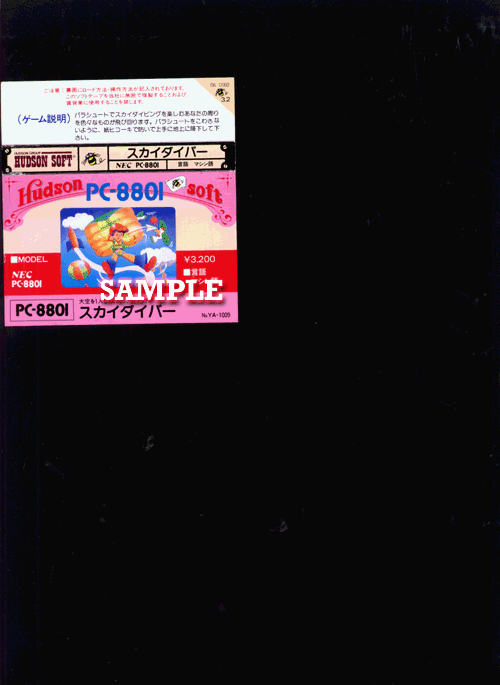 ご注意：裏面にロード方法・操作方法が記入されております。
このソフトテープを当社に無断で複製することおよび
賃貸業に使用することを禁じます。
3.2
(ゲーム説明)
パラシュートでスカイダイビングを楽しむあなたの周り
を色々なものが飛び回ります。パラシュートをこわさな
いように、紙ヒコーキで防いで上手に地上に降下して下
さい。
HUDSON GROUP
HUDSON SOFT
スカイダイバー
NEC PC-8801
言語 マシン語
Hudson soft
PC-8801
■MODEL
NEC
PC-8801
¥3,200
■言語
SAMPLE
PC-8801
スカイダイバー
№YA-1005